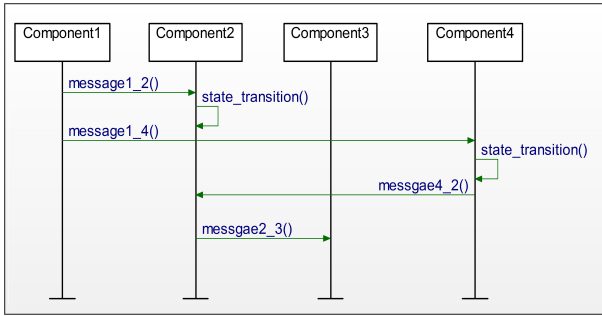 Component1
Component2
Component3
Component4
message1_2()
state_transition()
message1_4()
state_transition()
messgae4_2()
messgae2_3()